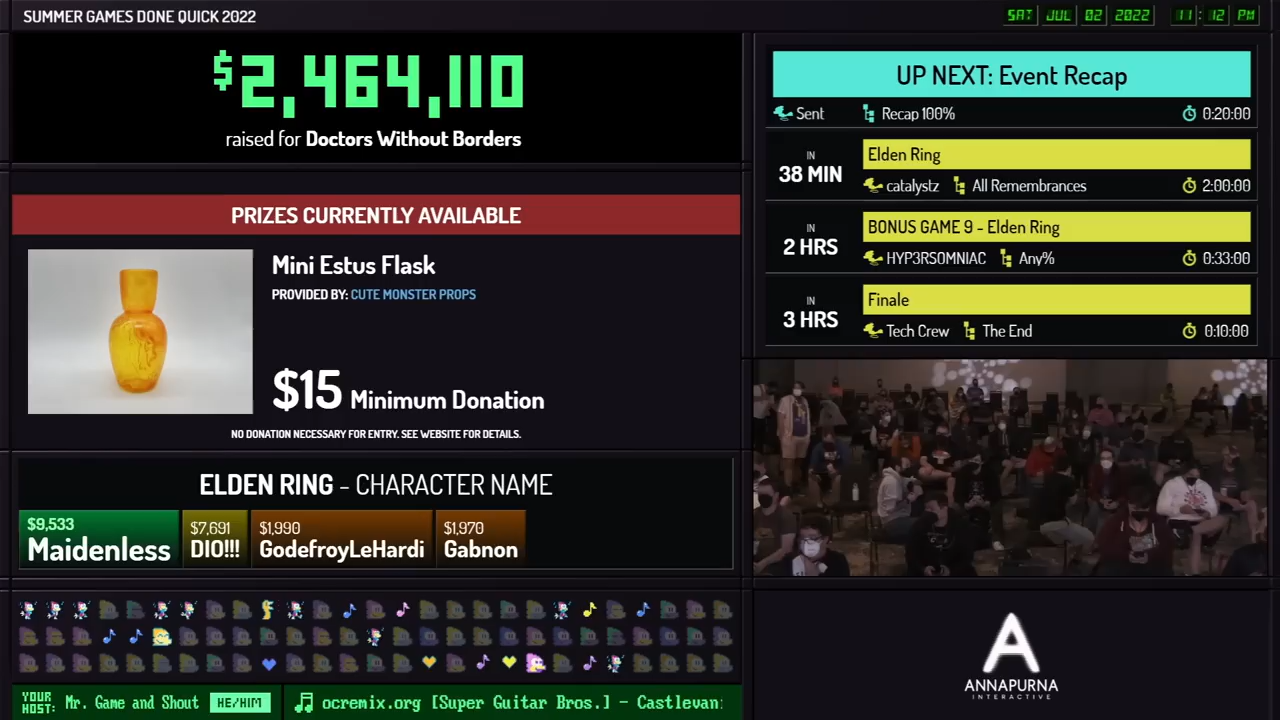 SUMMER GAMES DONE QUICK 2022
SAT JUL 02 2022 11:12 PM
$2,464,110
raised for Doctors Without Borders
PRIZES CURRENTLY AVAILABLE
Mini Estus Flask
PROVIDED BY: CUTE MONSTER PROPS
$15 Minimum Donation
NO DONATION NECESSARY FOR ENTRY. SEE WEBSITE FOR DETAILS.
ELDEN RING - CHARACTER NAME
$9,533
Maidenless
$7,691
DIO!!!
$1,990
GodefroyLeHardi
$1,970
Gabnon
YOUR HOST: Mr. Game and Shout HE/HIM
ocremix.org [Super Guitar Bros.] - Castlevan
UP NEXT: Event Recap
Sent Recap 100% 0:20:00
IN
38 MIN
Elden Ring
catalystz All Remembrances 2:00:00
IN
2 HRS
BONUS GAME 9 - Elden Ring
HYP3RSOMNIAC Any% 0:33:00
IN
3 HRS
Finale
Tech Crew The End 0:10:00
ANNAPURNA
INTERACTIVE